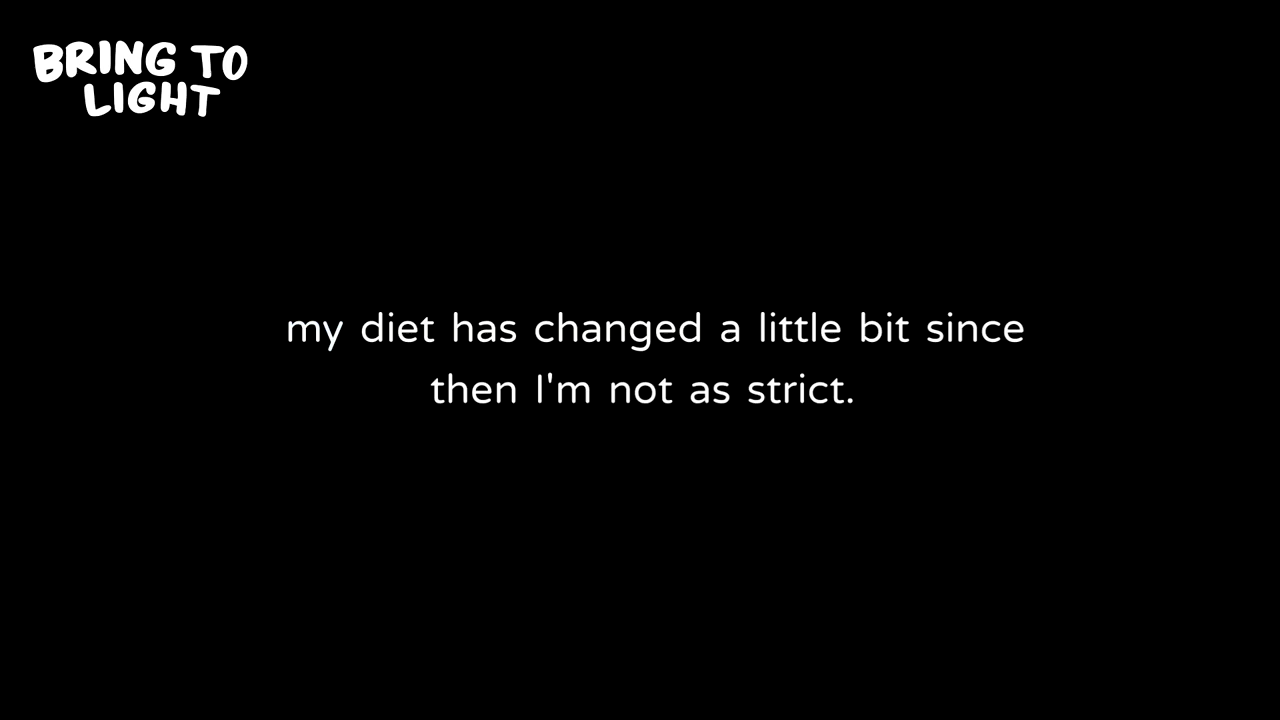 BRING TO
LIGHT
my diet has changed a little bit since
then I'm not as strict.